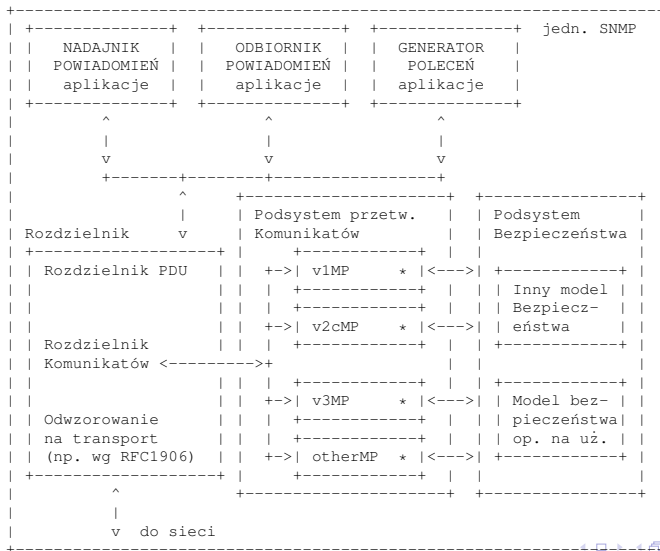 jedn. SNMP
NADAJNIK ODBIORNIK GENERATOR
POWIADOMIEŃ POWIADOMIEŃ POLECEŃ
aplikacje aplikacje aplikacje
Podsystem przetw. Podsystem
Rozdzielnik Komunikatów Bezpieczeństwa
Rozdzielnik PDU v1MP *
Inny model
Bezpiecz-
v2cMP * eństwa
Rozdzielnik
Komunikatów
v3MP * Model bez-
Odwzorowanie pieczeństwa
na transport op. na uż.
(np. wg RFC1906) otherMP *
do sieci